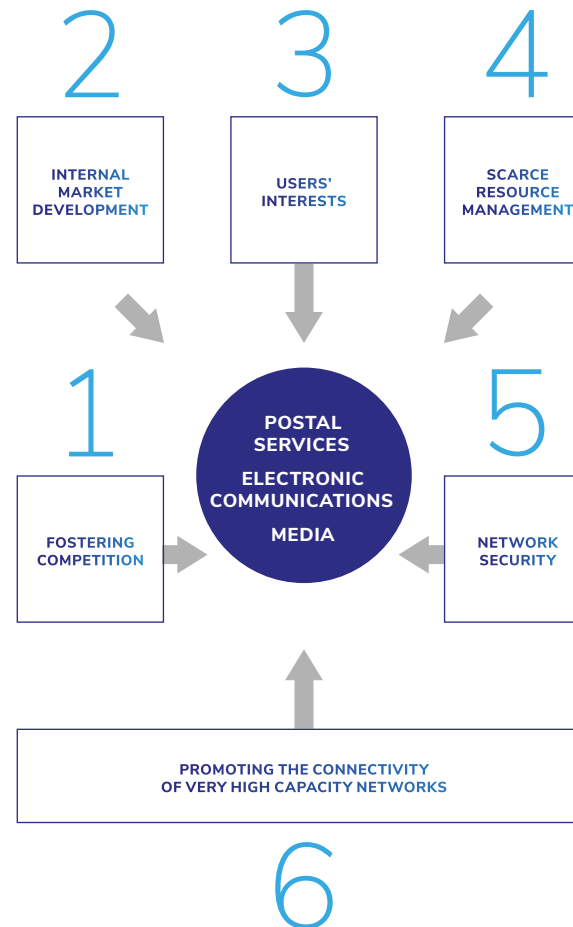 2
3
4
INTERNAL
MARKET
DEVELOPMENT
USERS'
INTERESTS
SCARCE
RESOURCE
MANAGEMENT
1
5
POSTAL
SERVICES
ELECTRONIC
COMMUNICATIONS
MEDIA
FOSTERING
COMPETITION
NETWORK
SECURITY
PROMOTING THE CONNECTIVITY
OF VERY HIGH CAPACITY NETWORKS
6